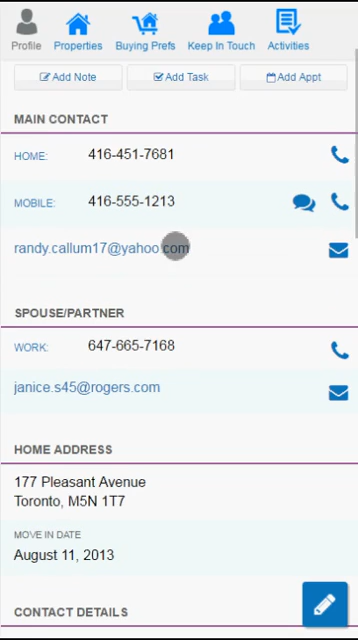 Profile Properties Buying Prefs Keep In Touch Activities
Add Note Add Task Add Appt
MAIN CONTACT
HOME: 416-451-7681
MOBILE: 416-555-1213
randy.callum17@yahoo.com
SPOUSE/PARTNER
WORK: 647-665-7168
janice.s45@rogers.com
HOME ADDRESS
177 Pleasant Avenue
Toronto, M5N 1T7
MOVE IN DATE
August 11, 2013
CONTACT DETAILS